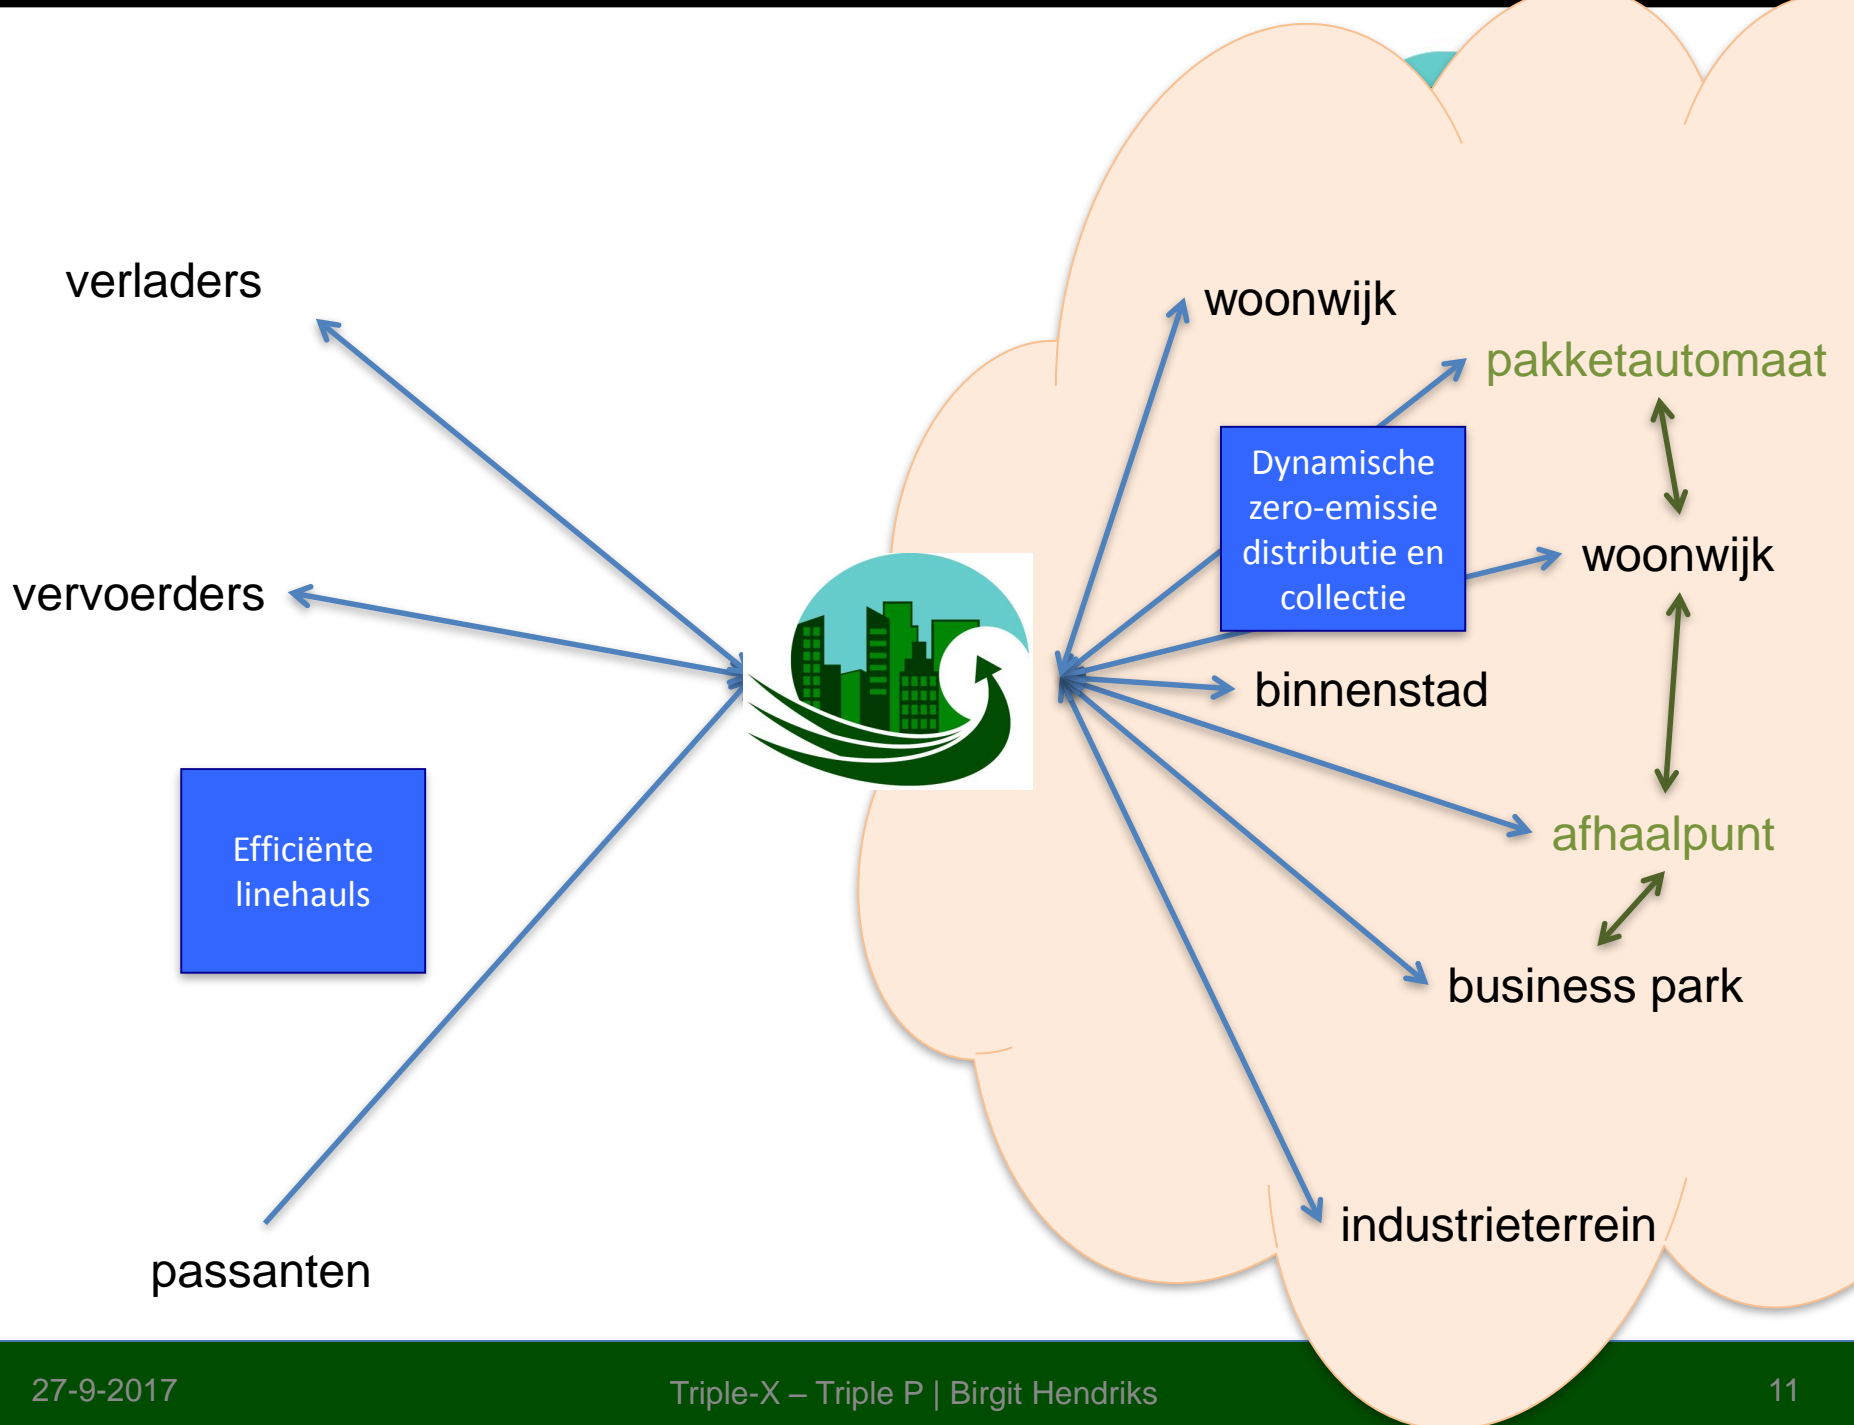 verladers
vervoerders
Efficiënte
linehauls
passanten
woonwijk
pakketautomaat
Dynamische
zero-emissie
distributie en
collectie
woonwijk
binnenstad
afhaalpunt
business park
industrieterrein
27-9-2017
Triple-X – Triple P | Birgit Hendriks
11